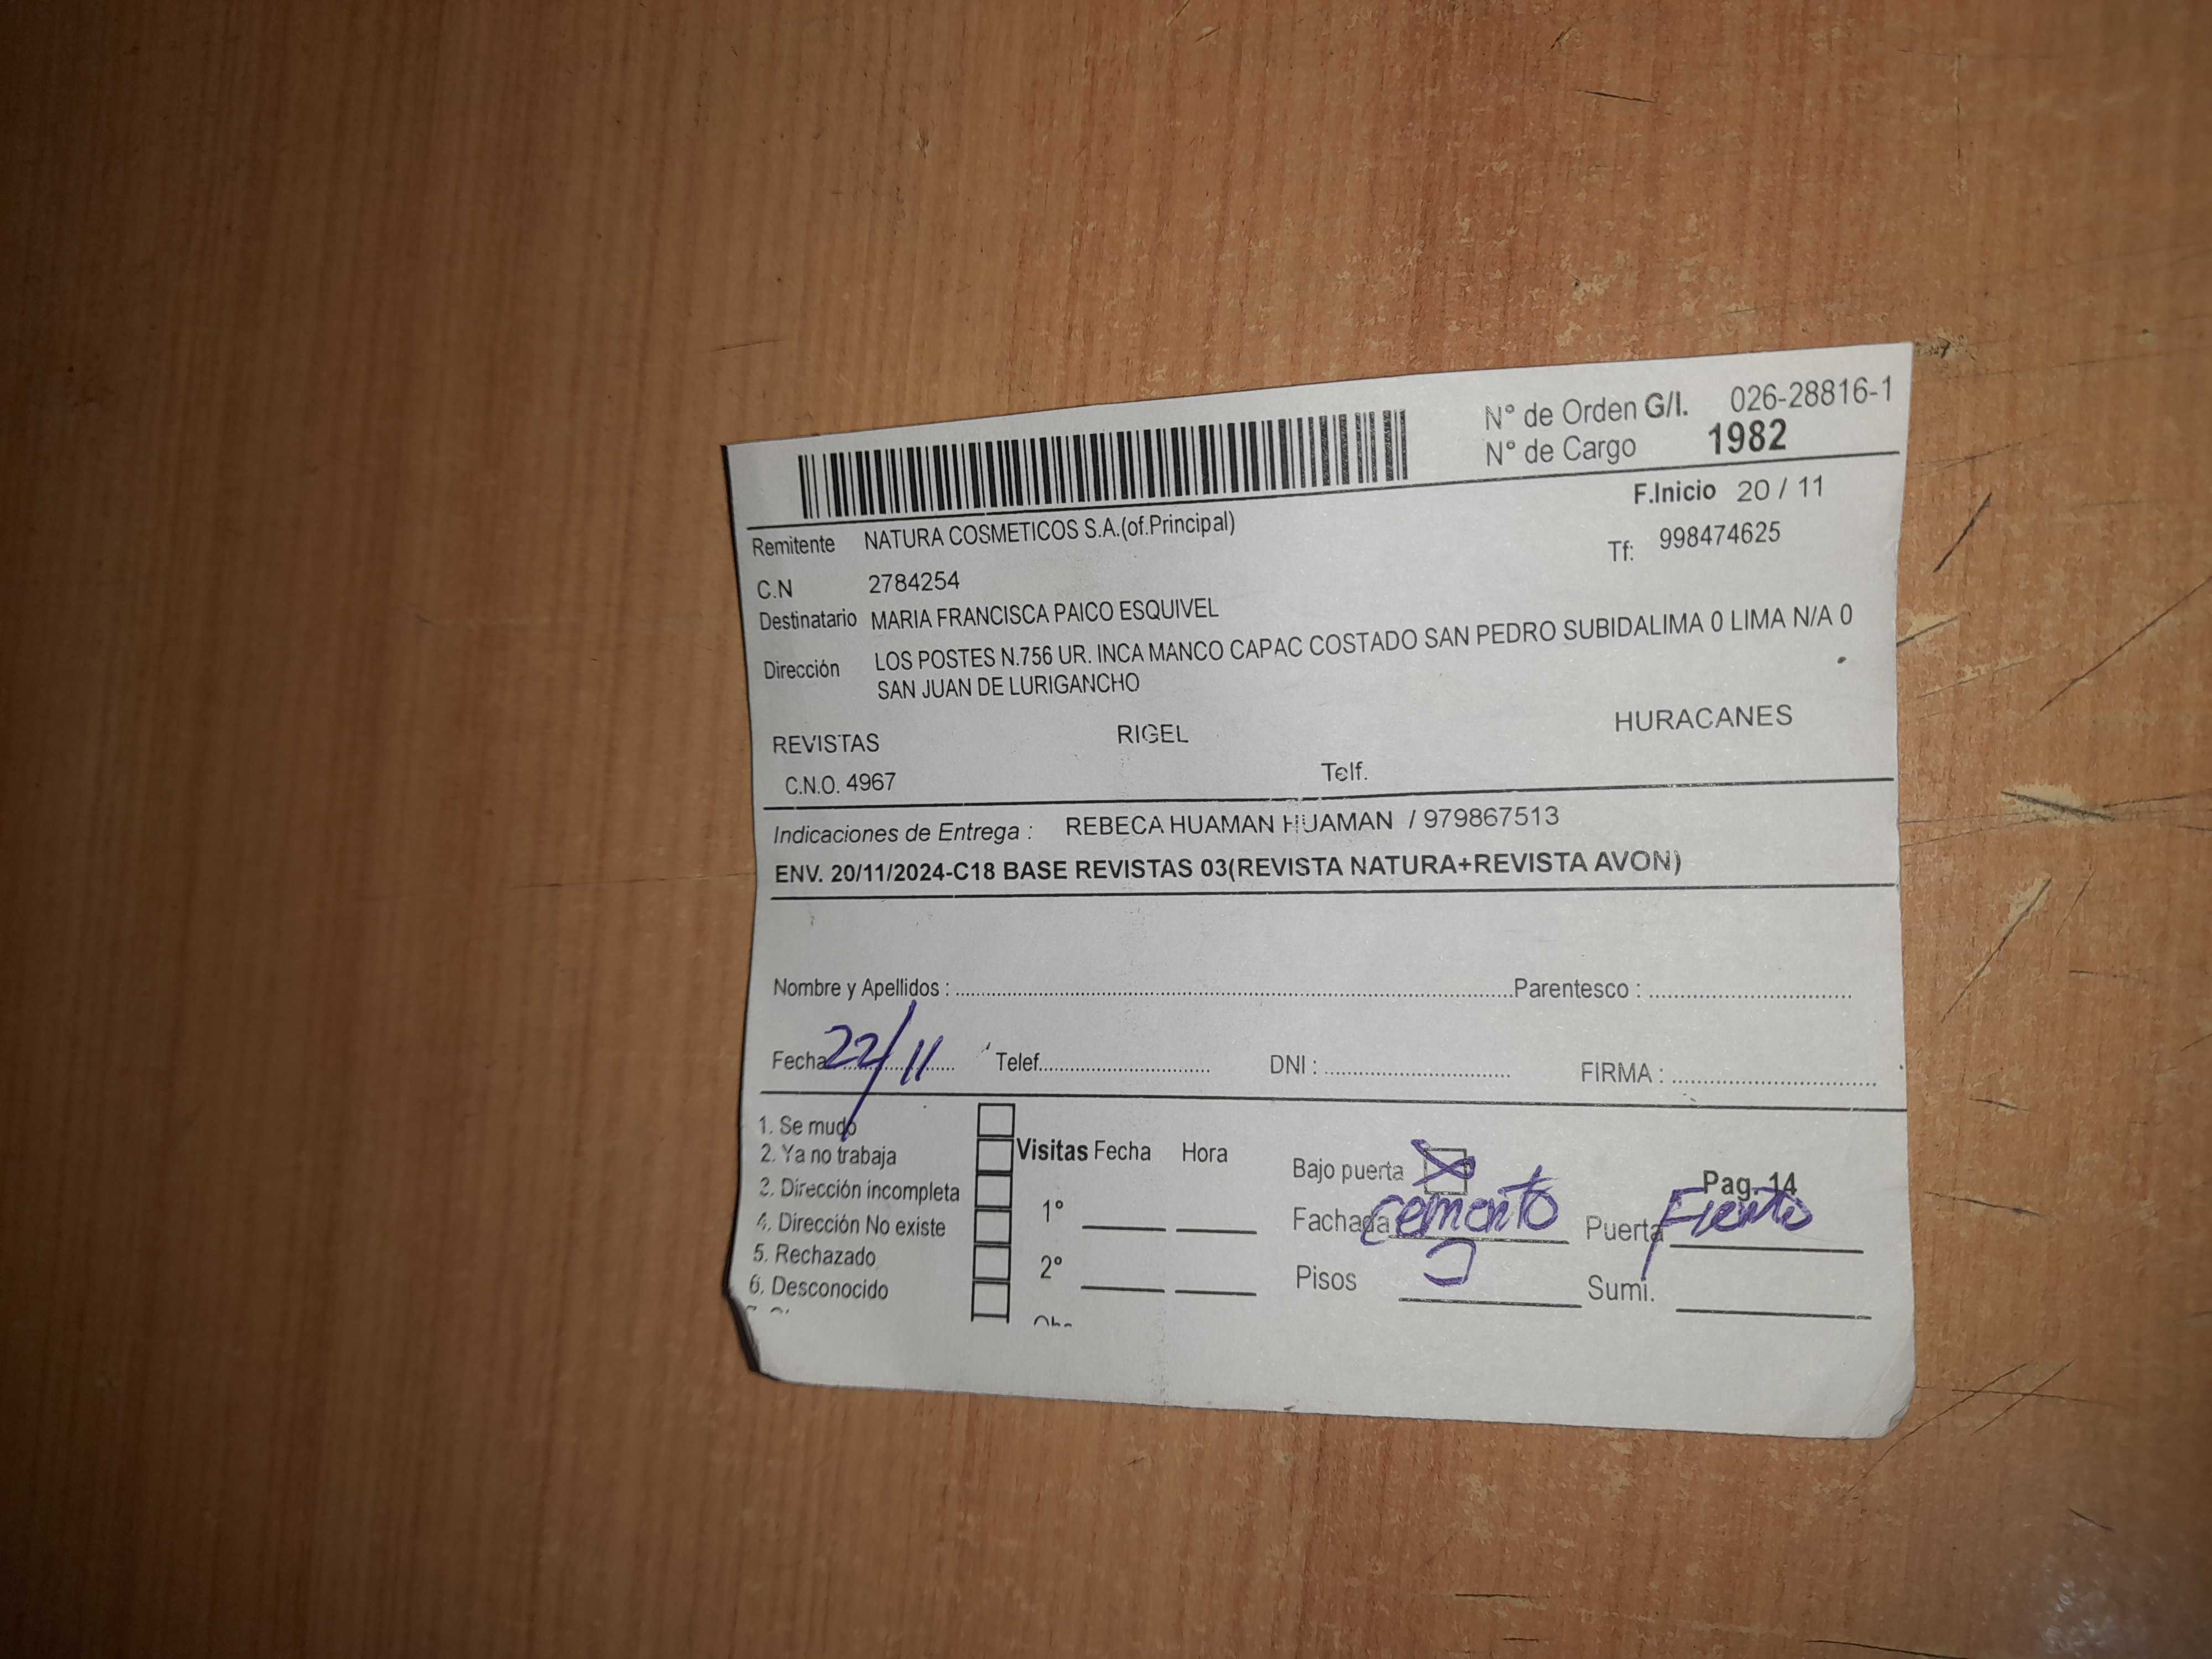 N° de Orden G/I. 026-28816-1
N° de Cargo 1982
F.Inicio 20 / 11
Remitente NATURA COSMETICOS S.A.(of.Principal)
Tf: 998474625
C.N 2784254
Destinatario MARIA FRANCISCA PAICO ESQUIVEL
Dirección LOS POSTES N.756 UR. INCA MANCO CAPAC COSTADO SAN PEDRO SUBIDALIMA 0 LIMA N/A 0
SAN JUAN DE LURIGANCHO
REVISTAS RIGEL HURACANES
C.N.O. 4967 Telf.
Indicaciones de Entrega : REBECA HUAMAN HUAMAN / 979867513
ENV. 20/11/2024-C18 BASE REVISTAS 03(REVISTA NATURA+REVISTA AVON)
Nombre y Apellidos : Parentesco :
Fecha 22/11 Telef. DNI : FIRMA :
1. Se mudó
2. Ya no trabaja
3. Dirección incompleta
4. Dirección No existe
5. Rechazado
6. Desconocido
Visitas Fecha Hora
1°
2°
Bajo puerta X
Pag. 14
Fachada cemento Puerta
Pisos Sumi.